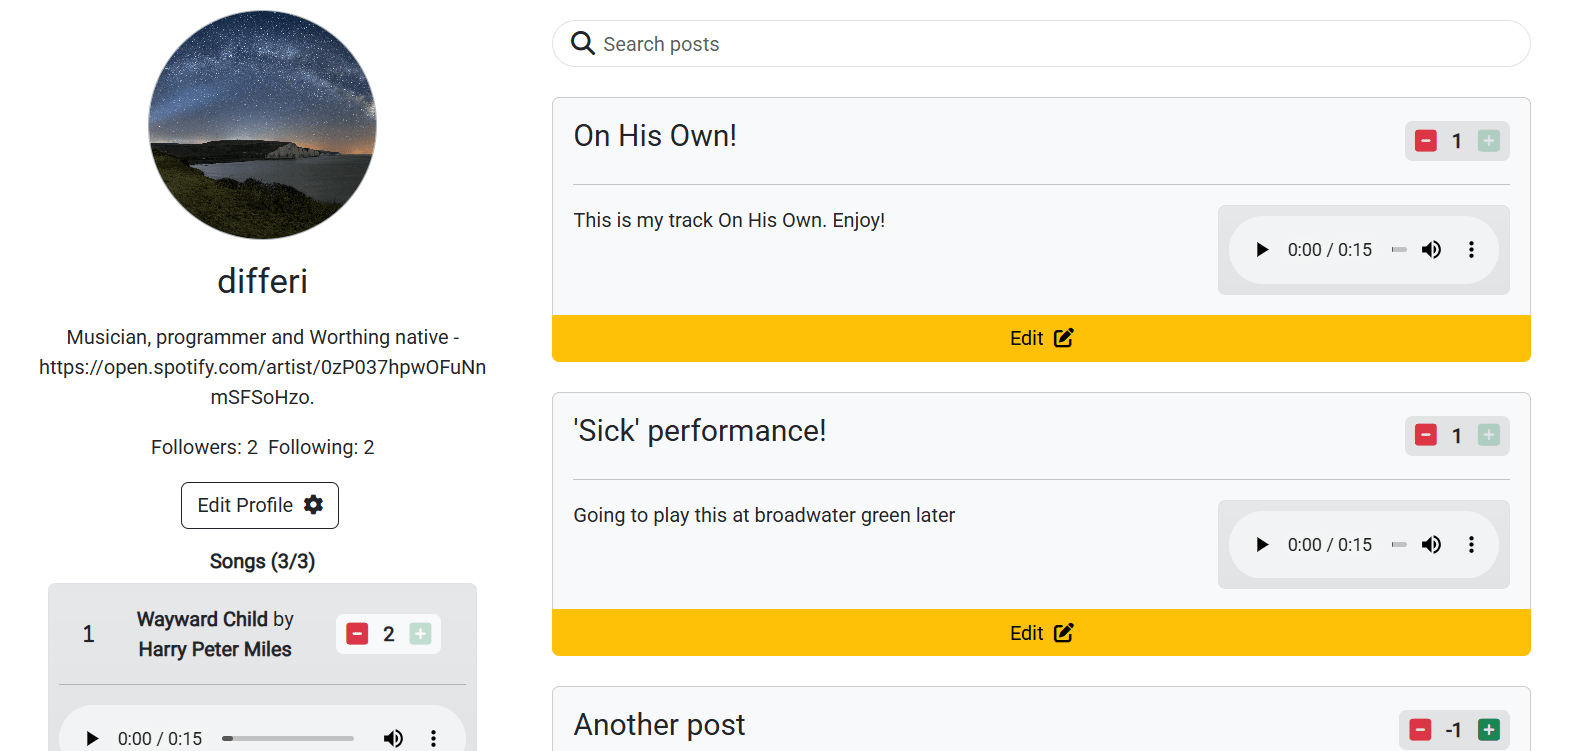 differi
Musician, programmer and Worthing native -
https://open.spotify.com/artist/0zP037hpwOFuNn
mSFSoHzo.
Followers: 2 Following: 2
Edit Profile
Songs (3/3)
1
Wayward Child by
Harry Peter Miles
2
0:00 / 0:15
Search posts
On His Own!
1
This is my track On His Own. Enjoy!
0:00 / 0:15
Edit
'Sick' performance!
1
Going to play this at broadwater green later
0:00 / 0:15
Edit
Another post
-1